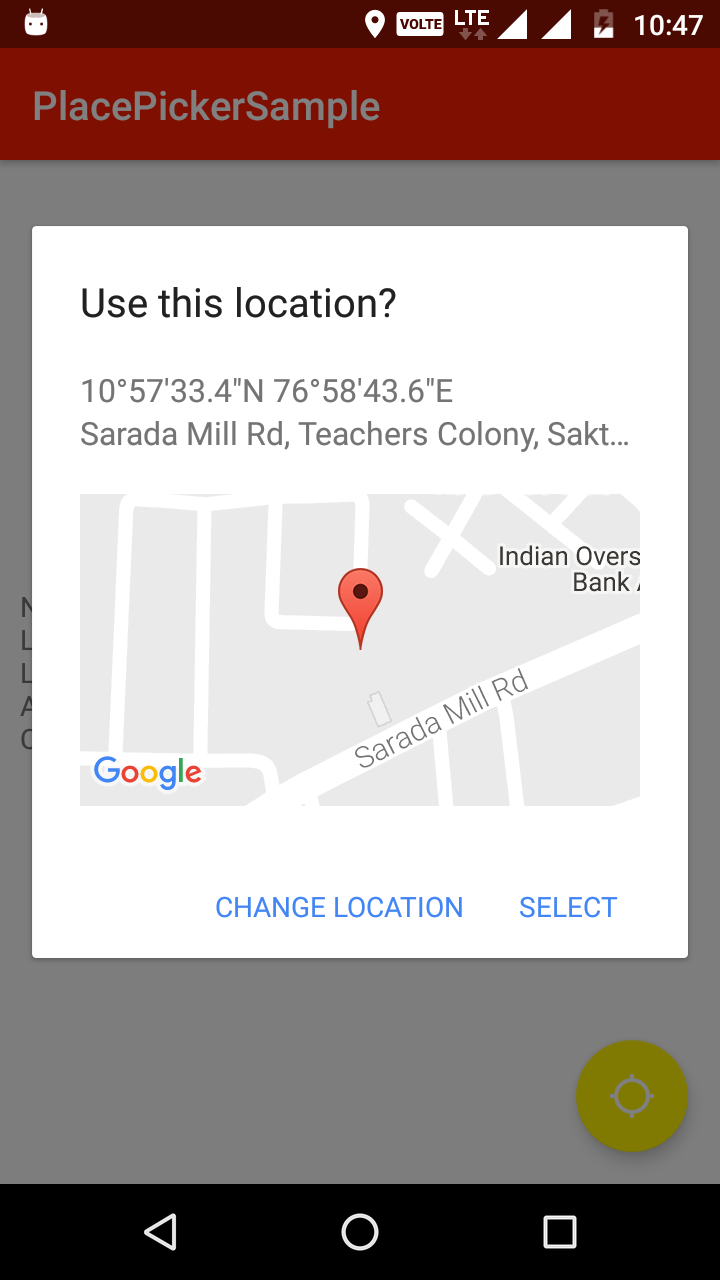 VOLTE LTE 10:47
PlacePickerSample
Use this location?
10°57'33.4"N 76°58'43.6"E
Sarada Mill Rd, Teachers Colony, Sakt...
Indian Overs
Bank A
Sarada Mill Rd
Google
N
L
L
A
C
CHANGE LOCATION SELECT